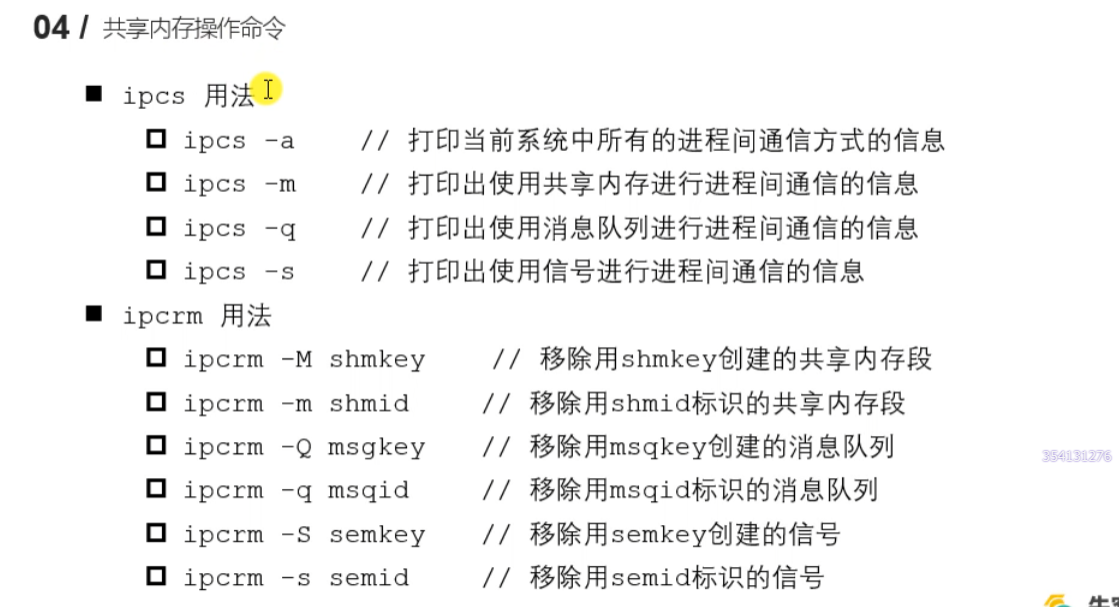 04 / 共享内存操作命令
ipcs 用法
ipcs -a // 打印当前系统中所有的进程间通信方式的信息
ipcs -m // 打印出使用共享内存进行进程间通信的信息
ipcs -q // 打印出使用消息队列进行进程间通信的信息
ipcs -s // 打印出使用信号进行进程间通信的信息
ipcrm 用法
ipcrm -M shmkey // 移除用shmkey创建的共享内存段
ipcrm -m shmid // 移除用shmid标识的共享内存段
ipcrm -Q msgkey // 移除用msqkey创建的消息队列
354131276
ipcrm -q msqid // 移除用msqid标识的消息队列
ipcrm -S semkey // 移除用semkey创建的信号
ipcrm -s semid // 移除用semid标识的信号